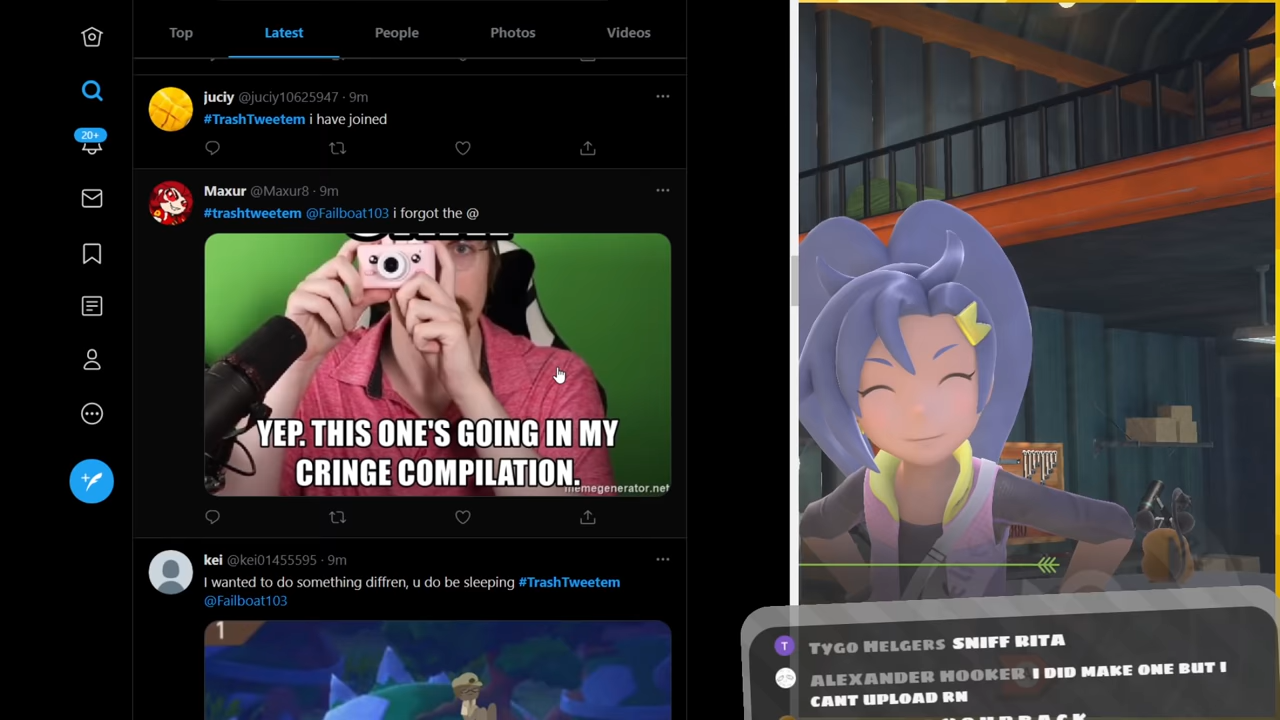 Top Latest People Photos Videos
20+
juciy @juciy10625947 · 9m
#TrashTweetem i have joined
Maxur @Maxur8 · 9m
#trashtweetem @Failboat103 i forgot the @
YEP. THIS ONE'S GOING IN MY
CRINGE COMPILATION.
memegenerator.net
kei @kei01455595 · 9m
I wanted to do something diffren, u do be sleeping #TrashTweetem
@Failboat103
1
T TYGO HELGERS SNIFF RITA
ALEXANDER HOOKER I DID MAKE ONE BUT I
CANT UPLOAD RN